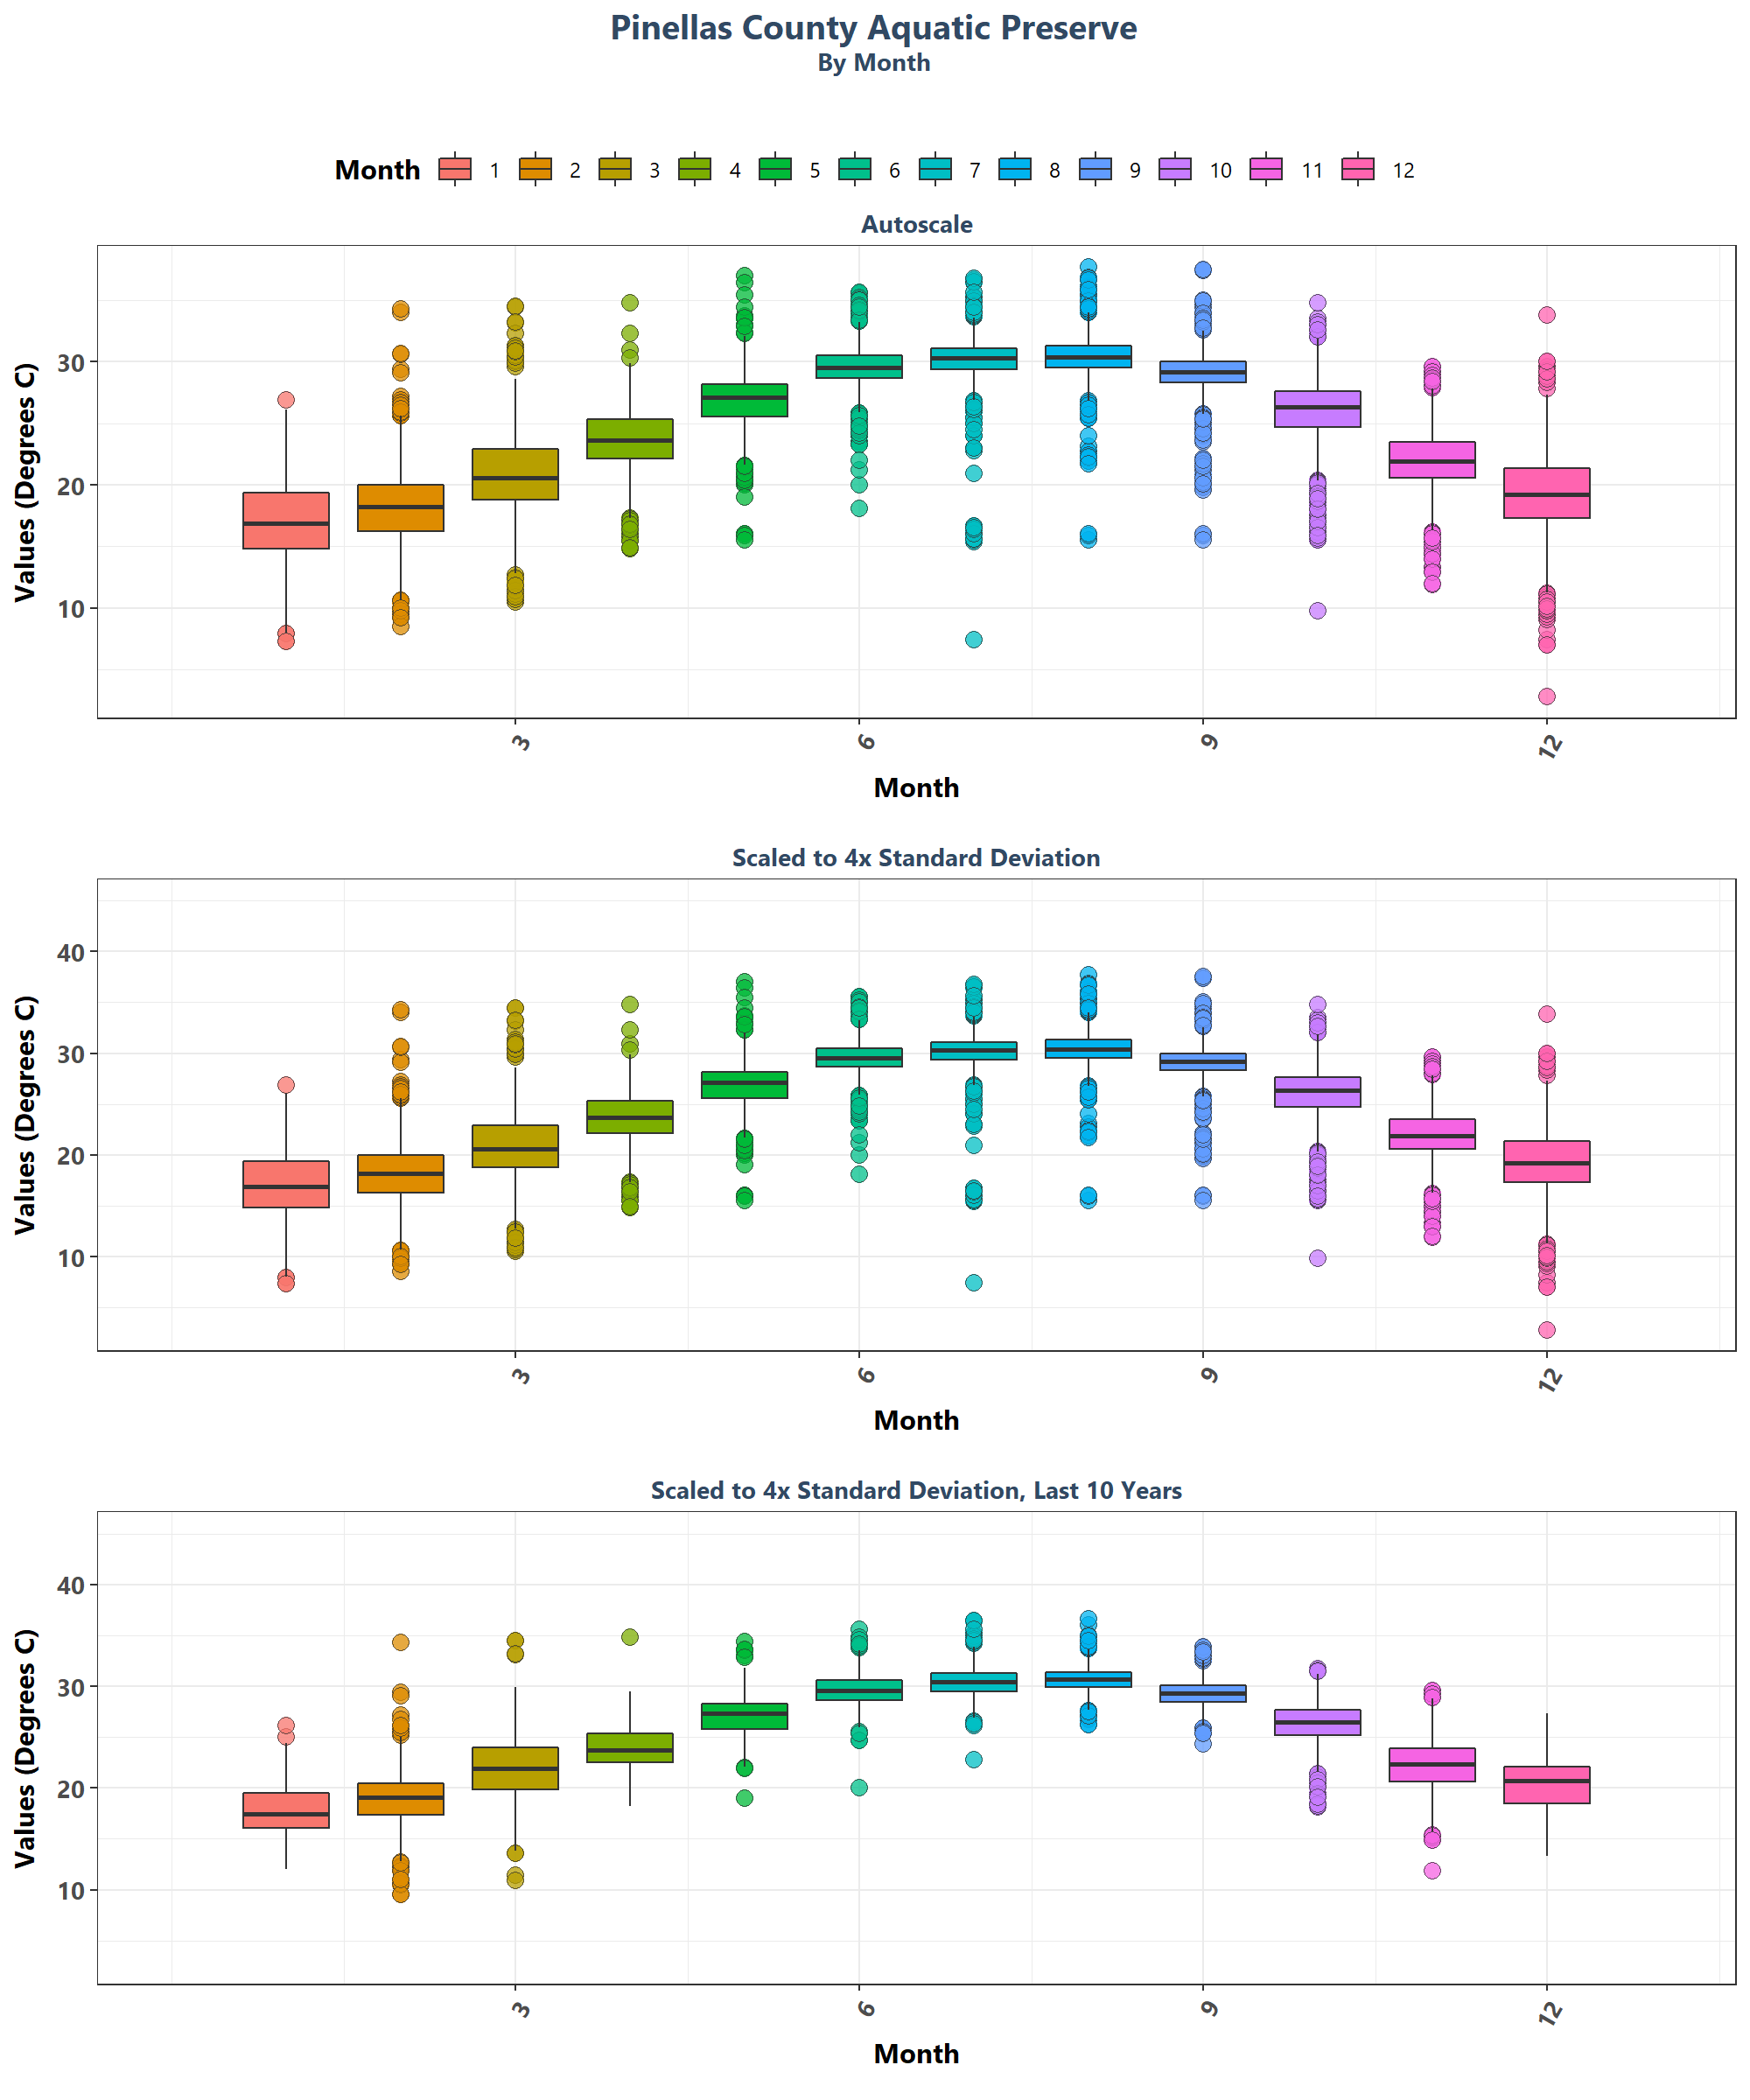 Pinellas County Aquatic Preserve
By Month
Month 1 2 3 4 5 6 7 8 9 10 11 12
Autoscale
Values (Degrees C)
30
20
10
3 6 9 12
Month
Scaled to 4x Standard Deviation
Values (Degrees C)
40
30
20
10
3 6 9 12
Month
Scaled to 4x Standard Deviation, Last 10 Years
Values (Degrees C)
40
30
20
10
3 6 9 12
Month